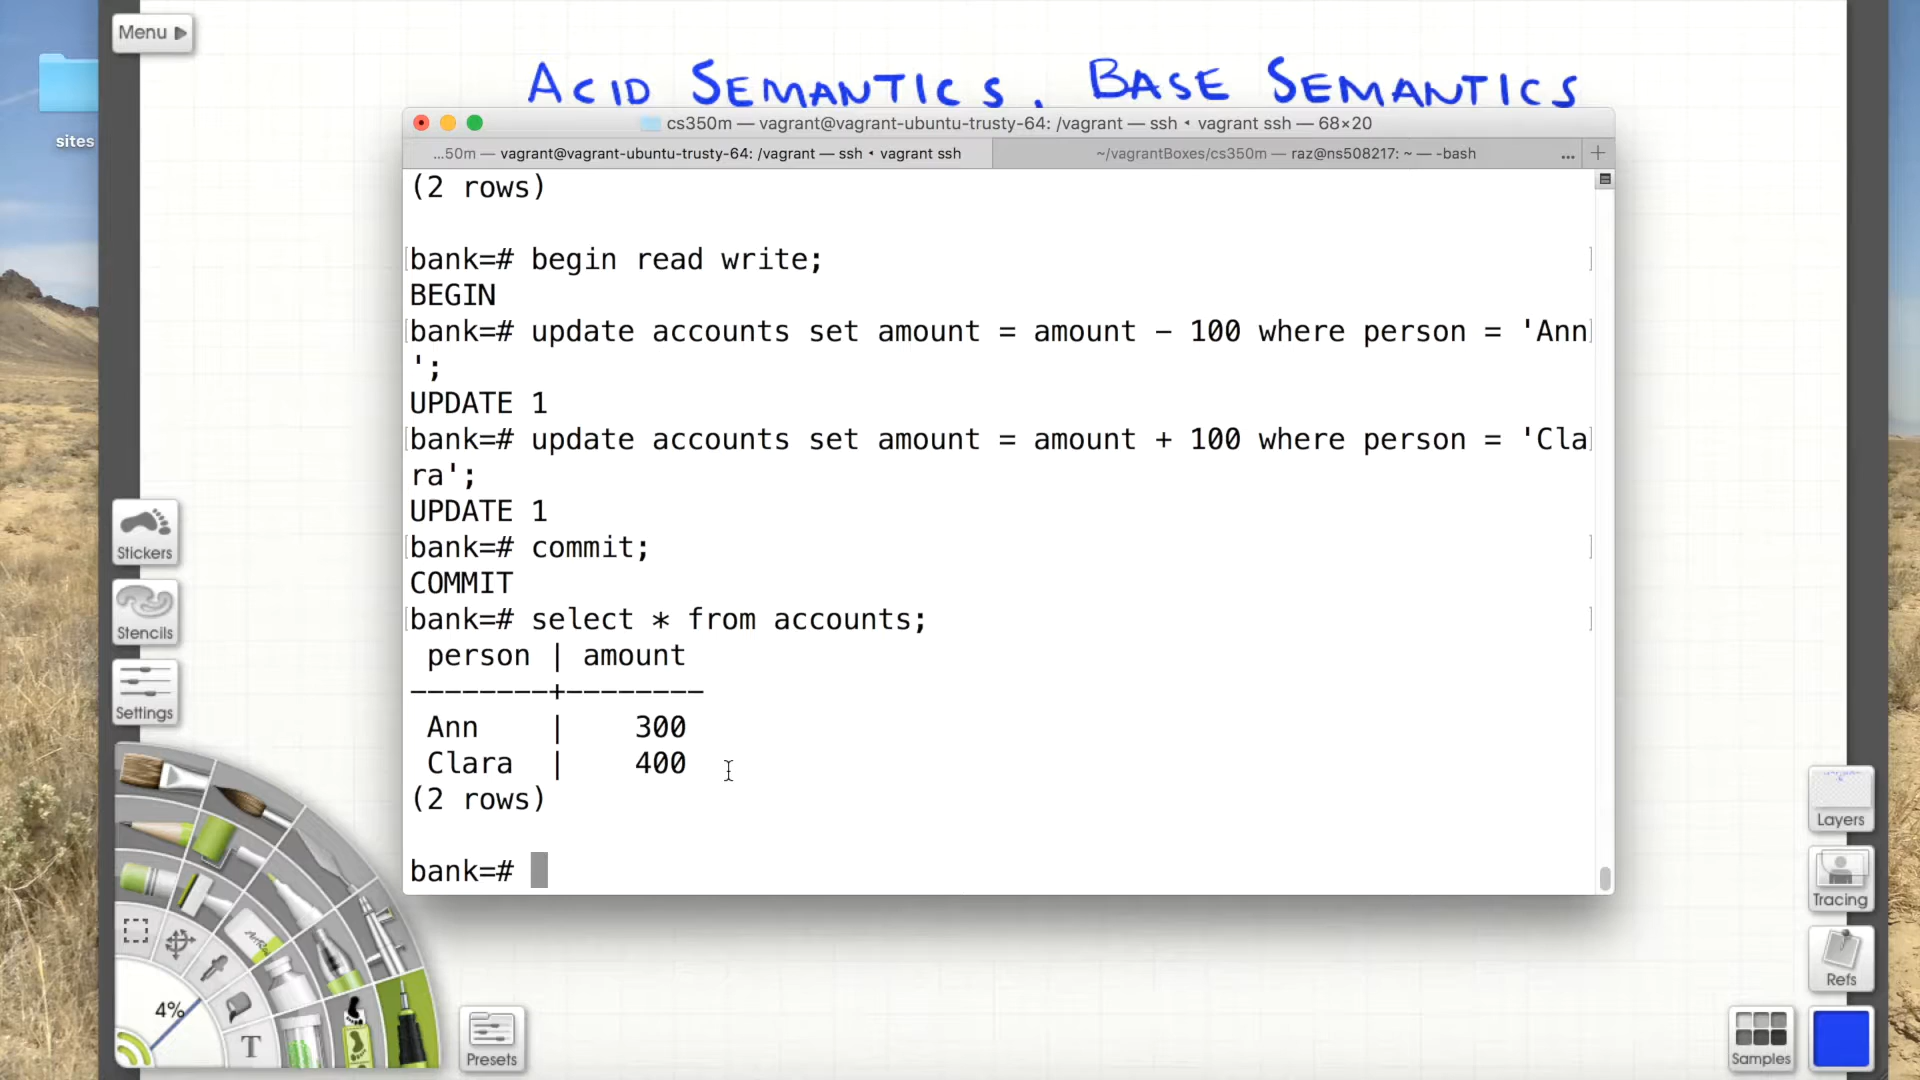 Menu
ACID SEMANTICS, BASE SEMANTICS
sites
cs350m — vagrant@vagrant-ubuntu-trusty-64: /vagrant — ssh ‹ vagrant ssh — 68×20
...50m — vagrant@vagrant-ubuntu-trusty-64: /vagrant — ssh ‹ vagrant ssh
~/vagrantBoxes/cs350m — raz@ns508217: ~ — -bash ... +
(2 rows)
bank=# begin read write;
BEGIN
bank=# update accounts set amount = amount - 100 where person = 'Ann
';
UPDATE 1
bank=# update accounts set amount = amount + 100 where person = 'Cla
ra';
UPDATE 1
bank=# commit;
COMMIT
bank=# select * from accounts;
person | amount
--------+--------
Ann | 300
Clara | 400
(2 rows)
bank=#
Stickers
Stencils
Settings
4%
T
Presets
Layers
Tracing
Refs
Samples